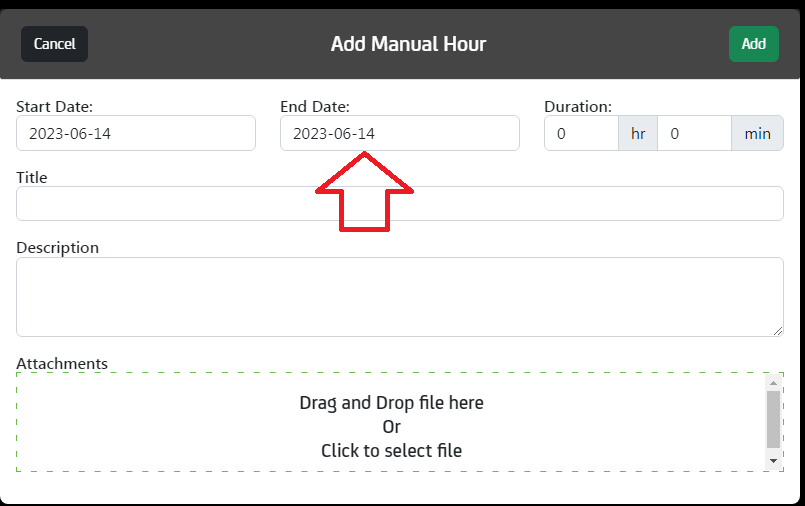 Cancel Add Manual Hour Add
Start Date: End Date: Duration:
2023-06-14 2023-06-14 0 hr 0 min
Title
Description
Attachments
Drag and Drop file here
Or
Click to select file